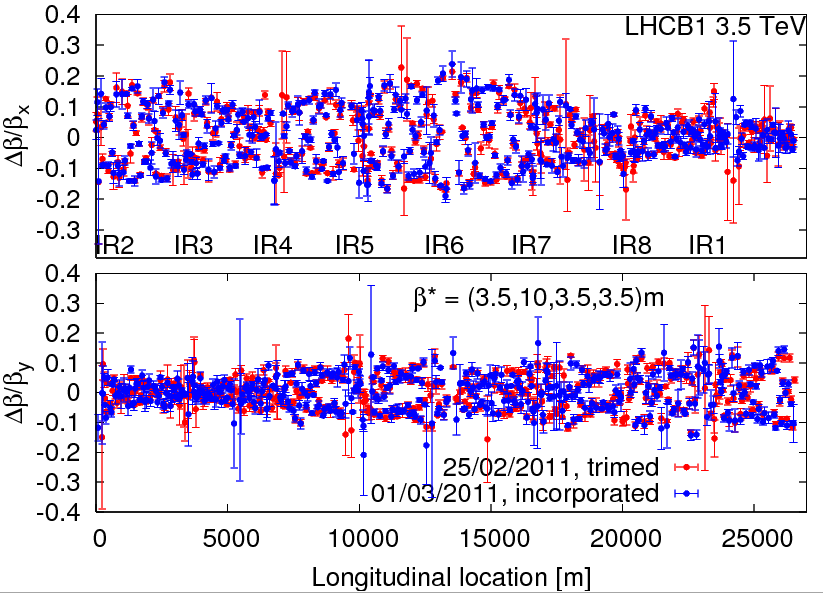 LHCB1 3.5 TeV
0.4
0.3
0.2
0.1
0
-0.1
-0.2
-0.3
Δβ/βx
IR2 IR3 IR4 IR5 IR6 IR7 IR8 IR1
β* = (3.5,10,3.5,3.5)m
0.4
0.3
0.2
0.1
0
-0.1
-0.2
-0.3
-0.4
Δβ/βy
25/02/2011, trimed
01/03/2011, incorporated
0 5000 10000 15000 20000 25000
Longitudinal location [m]